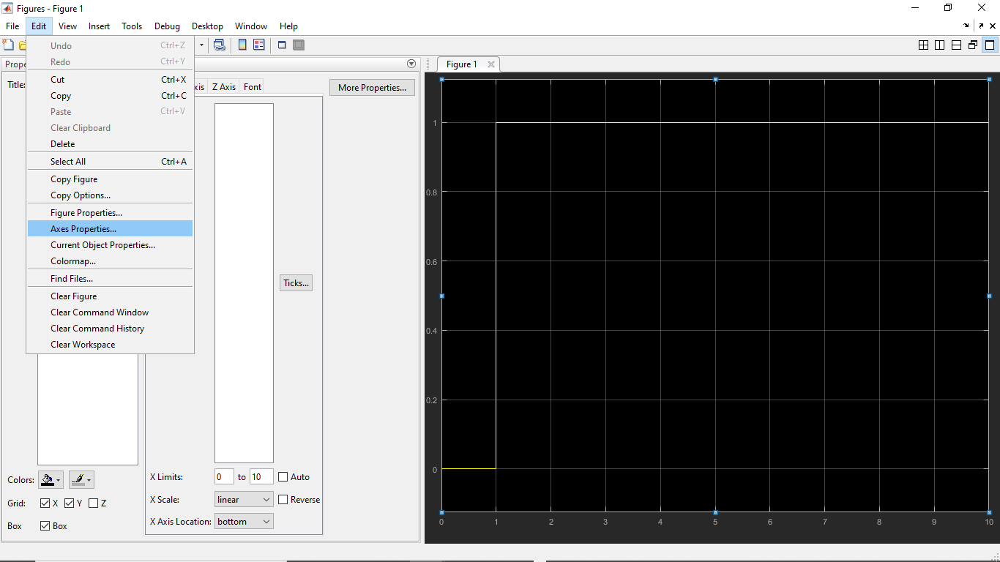 Figures - Figure 1
File Edit View Insert Tools Debug Desktop Window Help
Undo Ctrl+Z
Redo Ctrl+Y
Cut Ctrl+X
Copy Ctrl+C
Paste Ctrl+V
Clear Clipboard
Delete
Select All Ctrl+A
Copy Figure
Copy Options...
Figure Properties...
Axes Properties...
Current Object Properties...
Colormap...
Find Files...
Clear Figure
Clear Command Window
Clear Command History
Clear Workspace
Prope
Title:
xis Z Axis Font
More Properties...
Ticks...
Colors:
Grid: X Y Z
Box Box
X Limits: 0 to 10 Auto
X Scale: linear Reverse
X Axis Location: bottom
Figure 1
1
0.8
0.6
0.4
0.2
0
0 1 2 3 4 5 6 7 8 9 10